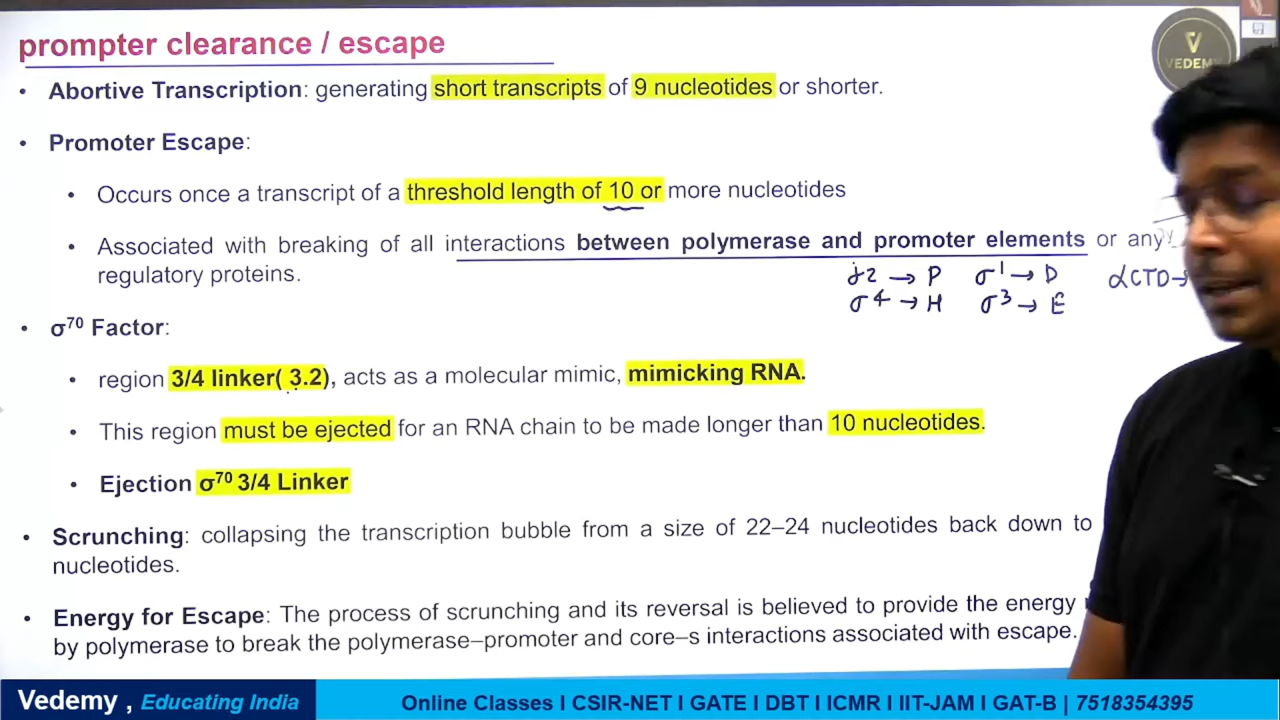 prompter clearance / escape
VEDEMY
• Abortive Transcription: generating short transcripts of 9 nucleotides or shorter.
• Promoter Escape:
• Occurs once a transcript of a threshold length of 10 or more nucleotides
• Associated with breaking of all interactions between polymerase and promoter elements or any
regulatory proteins.
σ2 → P σ1 → D αCTD →
σ4 → H σ3 → E
• σ70 Factor:
• region 3/4 linker( 3.2), acts as a molecular mimic, mimicking RNA.
• This region must be ejected for an RNA chain to be made longer than 10 nucleotides.
• Ejection σ70 3/4 Linker
• Scrunching: collapsing the transcription bubble from a size of 22–24 nucleotides back down to
nucleotides.
• Energy for Escape: The process of scrunching and its reversal is believed to provide the energy
by polymerase to break the polymerase–promoter and core–s interactions associated with escape.
Vedemy , Educating India
Online Classes I CSIR-NET I GATE I DBT I ICMR I IIT-JAM I GAT-B | 7518354395